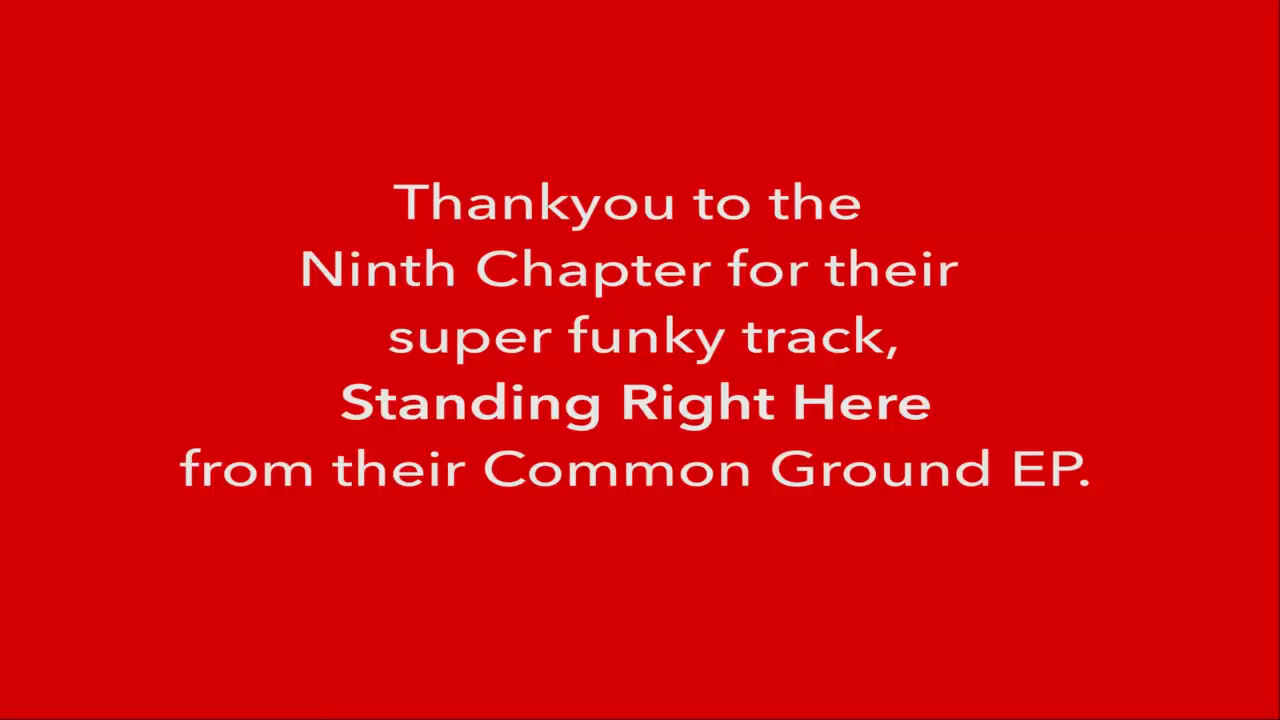 Thankyou to the
Ninth Chapter for their
super funky track,
Standing Right Here
from their Common Ground EP.